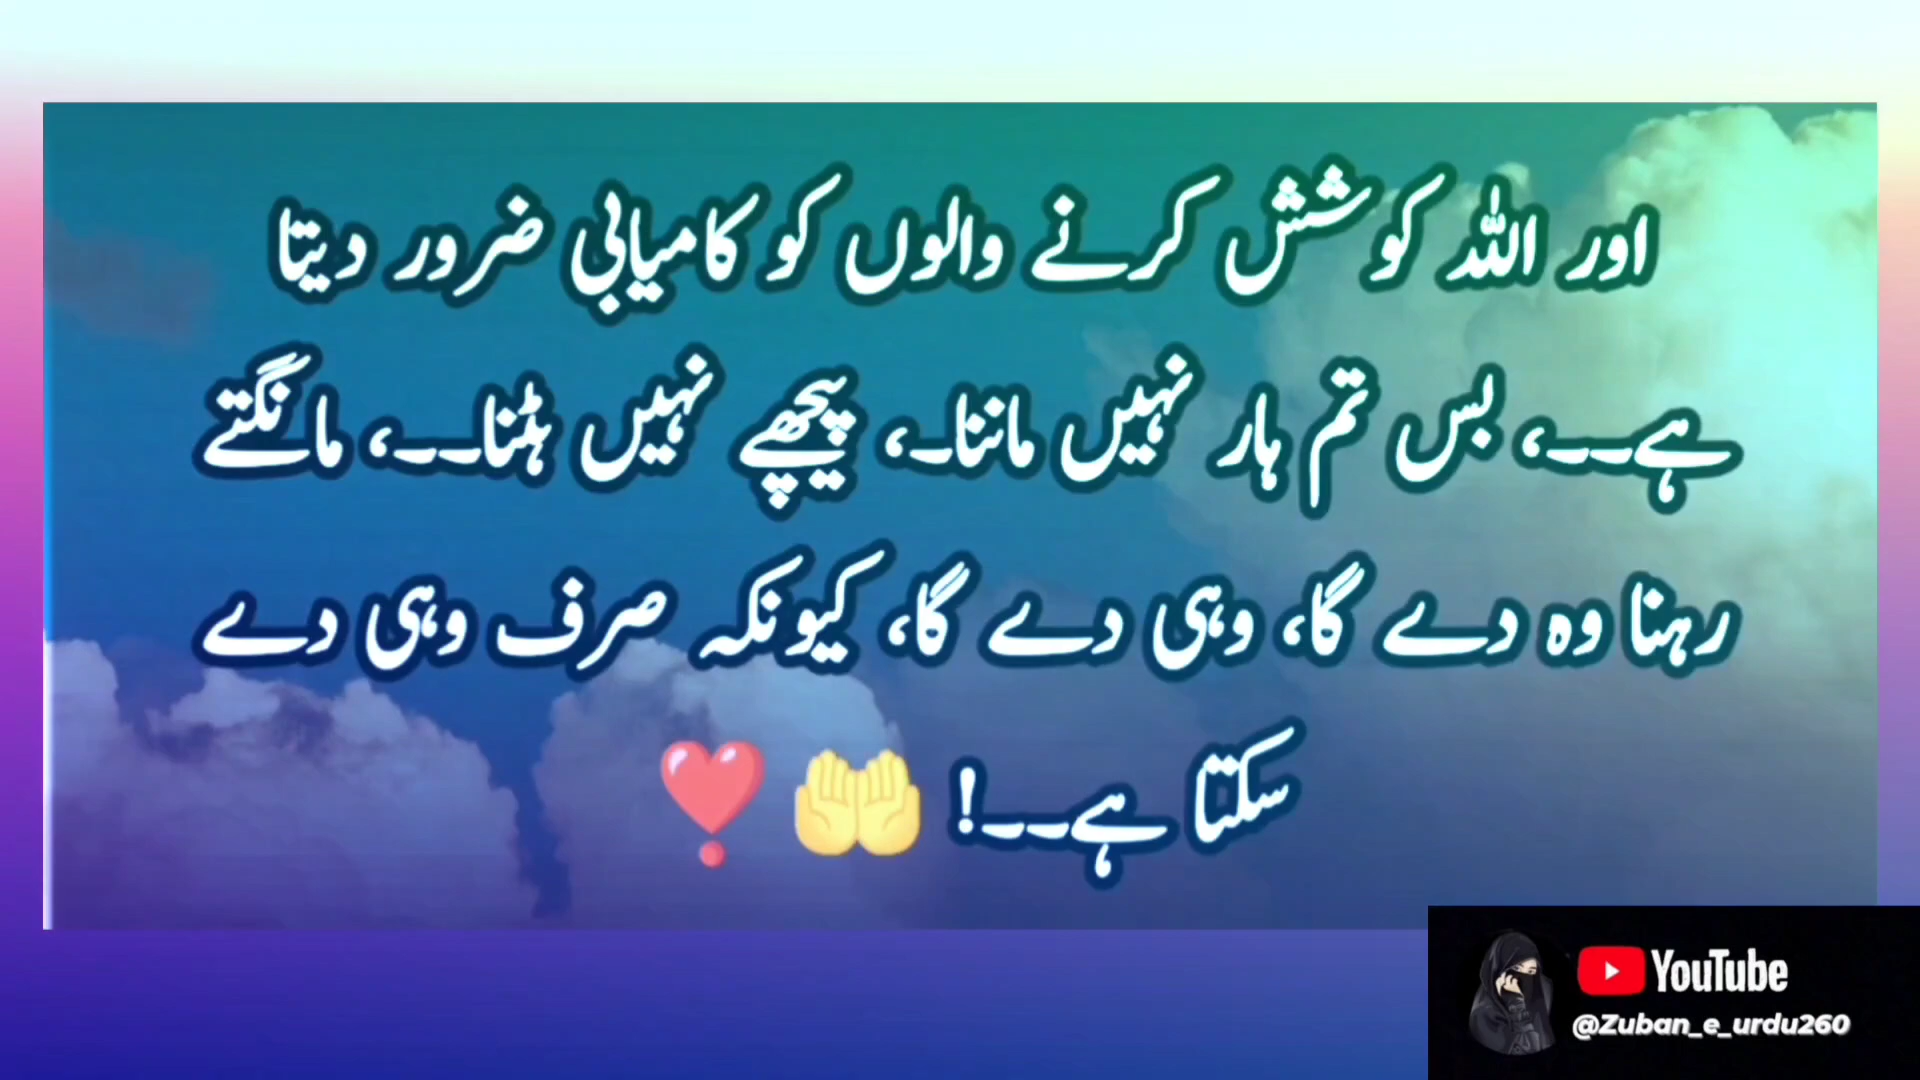 اور اللہ کوشش کرنے والوں کو کامیابی ضرور دیتا
ہے۔۔، بس تم ہار نہیں ماننا۔، پیچھے نہیں ہٹنا۔۔، مانگتے
رہنا وہ دے گا، وہی دے گا، کیونکہ صرف وہی دے
سکتا ہے۔۔! 🤲 ❣️
YouTube
@Zuban_e_urdu260